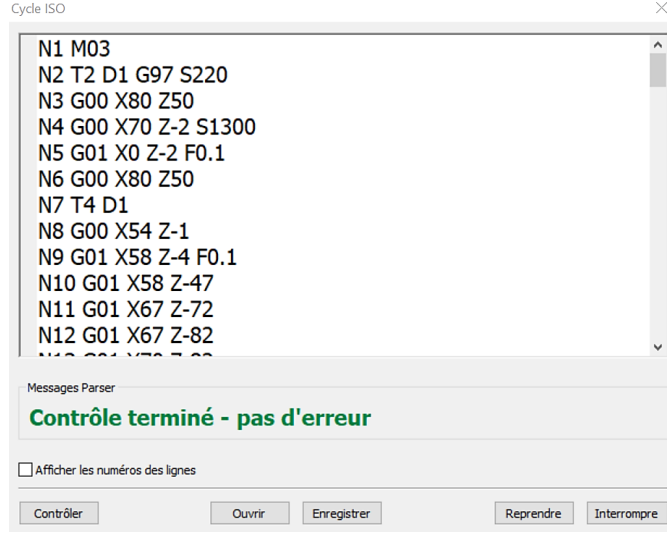 Cycle ISO
N1 M03
N2 T2 D1 G97 S220
N3 G00 X80 Z50
N4 G00 X70 Z-2 S1300
N5 G01 X0 Z-2 F0.1
N6 G00 X80 Z50
N7 T4 D1
N8 G00 X54 Z-1
N9 G01 X58 Z-4 F0.1
N10 G01 X58 Z-47
N11 G01 X67 Z-72
N12 G01 X67 Z-82
Messages Parser
Contrôle terminé - pas d'erreur
Afficher les numéros des lignes
Contrôler Ouvrir Enregistrer Reprendre Interrompre